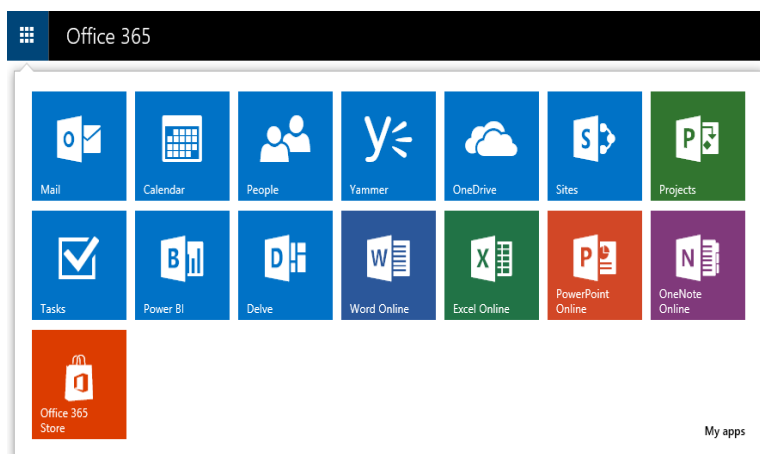 Office 365
Mail
Calendar
People
Yammer
OneDrive
Sites
Projects
Tasks
Power BI
Delve
Word Online
Excel Online
PowerPoint
Online
OneNote
Online
Office 365
Store
My apps